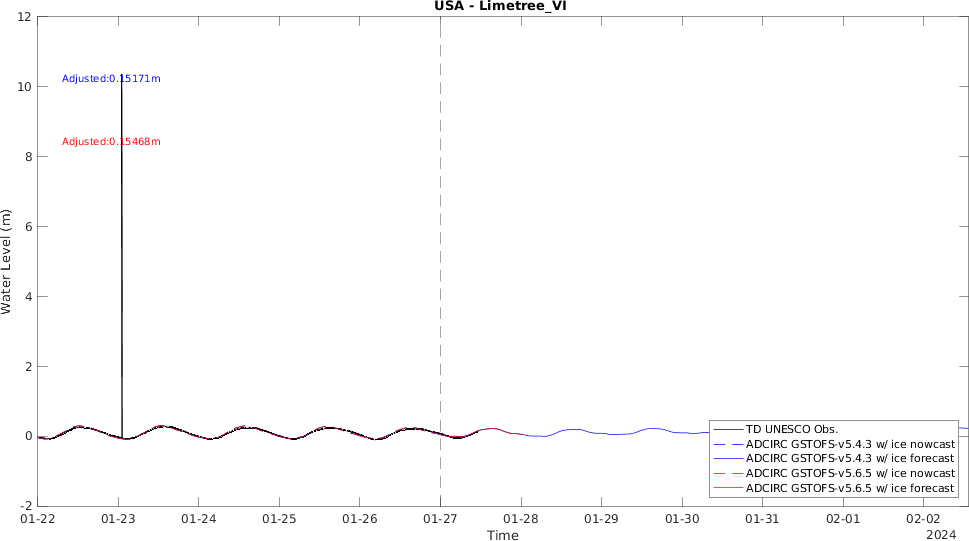 USA - Limetree_VI
12
10
8
6
4
2
0
-2
Water Level (m)
Adjusted:0.15171m
Adjusted:0.15468m
TD UNESCO Obs.
ADCIRC GSTOFS-v5.4.3 w/ ice nowcast
ADCIRC GSTOFS-v5.4.3 w/ ice forecast
ADCIRC GSTOFS-v5.6.5 w/ ice nowcast
ADCIRC GSTOFS-v5.6.5 w/ ice forecast
01-22 01-23 01-24 01-25 01-26 01-27 01-28 01-29 01-30 01-31 02-01 02-02
2024
Time